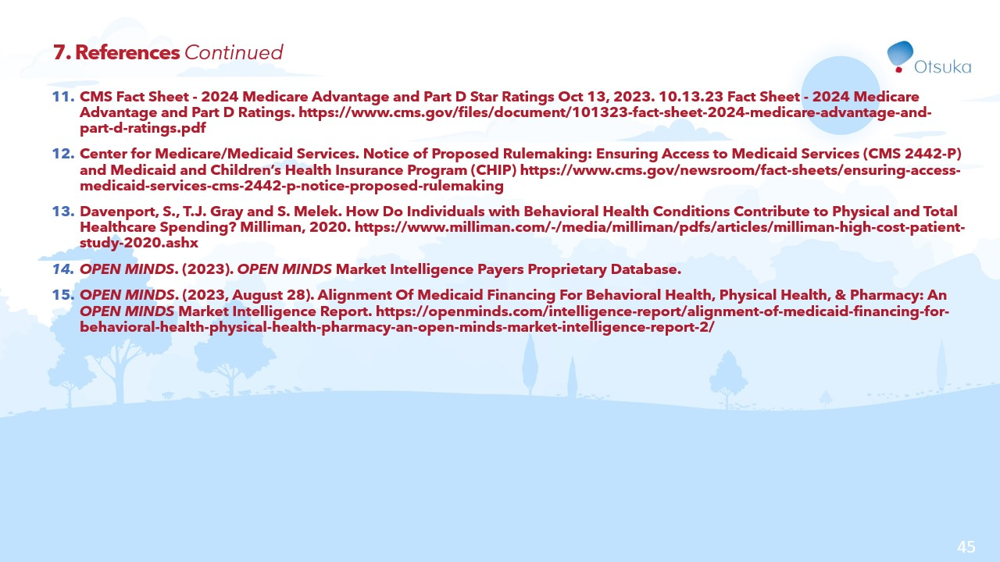 7. References Continued
Otsuka
11. CMS Fact Sheet - 2024 Medicare Advantage and Part D Star Ratings Oct 13, 2023. 10.13.23 Fact Sheet - 2024 Medicare
Advantage and Part D Ratings. https://www.cms.gov/files/document/101323-fact-sheet-2024-medicare-advantage-and-
part-d-ratings.pdf
12. Center for Medicare/Medicaid Services. Notice of Proposed Rulemaking: Ensuring Access to Medicaid Services (CMS 2442-P)
and Medicaid and Children’s Health Insurance Program (CHIP) https://www.cms.gov/newsroom/fact-sheets/ensuring-access-
medicaid-services-cms-2442-p-notice-proposed-rulemaking
13. Davenport, S., T.J. Gray and S. Melek. How Do Individuals with Behavioral Health Conditions Contribute to Physical and Total
Healthcare Spending? Milliman, 2020. https://www.milliman.com/-/media/milliman/pdfs/articles/milliman-high-cost-patient-
study-2020.ashx
14. OPEN MINDS. (2023). OPEN MINDS Market Intelligence Payers Proprietary Database.
15. OPEN MINDS. (2023, August 28). Alignment Of Medicaid Financing For Behavioral Health, Physical Health, & Pharmacy: An
OPEN MINDS Market Intelligence Report. https://openminds.com/intelligence-report/alignment-of-medicaid-financing-for-
behavioral-health-physical-health-pharmacy-an-open-minds-market-intelligence-report-2/
45